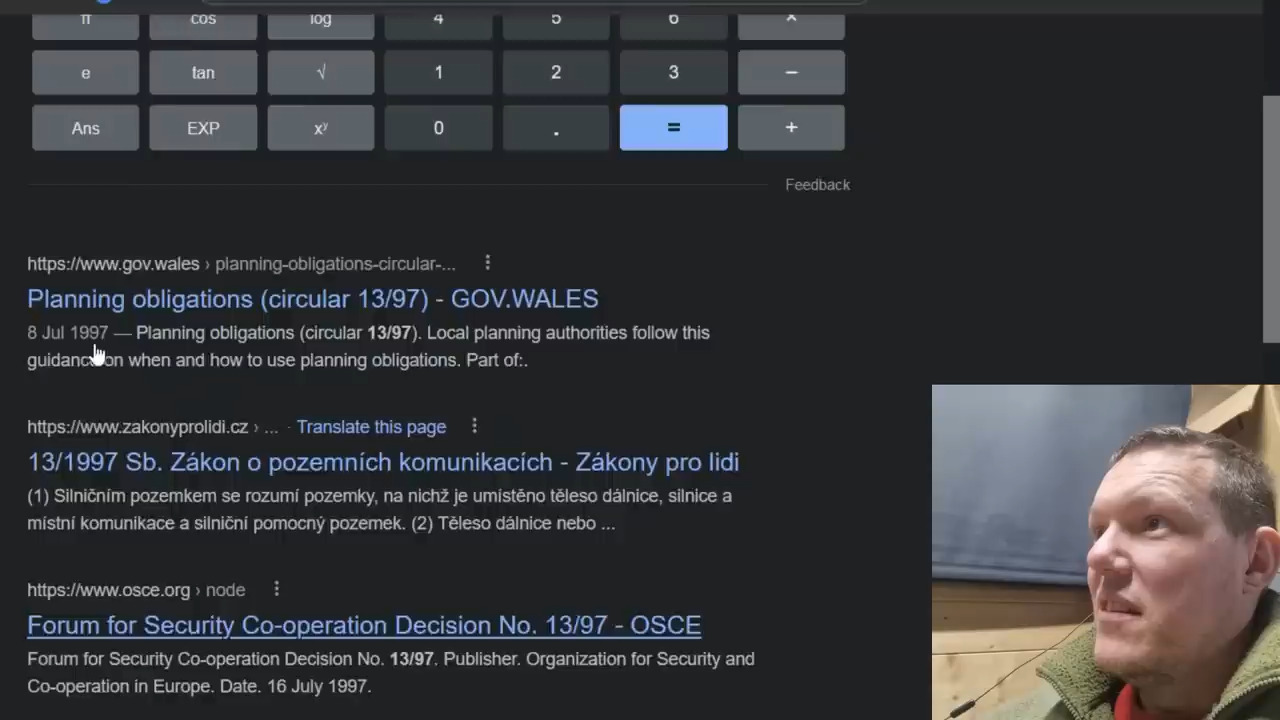 π cos log 4 5 6 ×
e tan √ 1 2 3 −
Ans EXP xʸ 0 . = +
Feedback
https://www.gov.wales › planning-obligations-circular-...
Planning obligations (circular 13/97) - GOV.WALES
8 Jul 1997 — Planning obligations (circular 13/97). Local planning authorities follow this
guidance on when and how to use planning obligations. Part of:.
https://www.zakonyprolidi.cz › ... · Translate this page
13/1997 Sb. Zákon o pozemních komunikacích - Zákony pro lidi
(1) Silničním pozemkem se rozumí pozemky, na nichž je umístěno těleso dálnice, silnice a
místní komunikace a silniční pomocný pozemek. (2) Těleso dálnice nebo ...
https://www.osce.org › node
Forum for Security Co-operation Decision No. 13/97 - OSCE
Forum for Security Co-operation Decision No. 13/97. Publisher. Organization for Security and
Co-operation in Europe. Date. 16 July 1997.